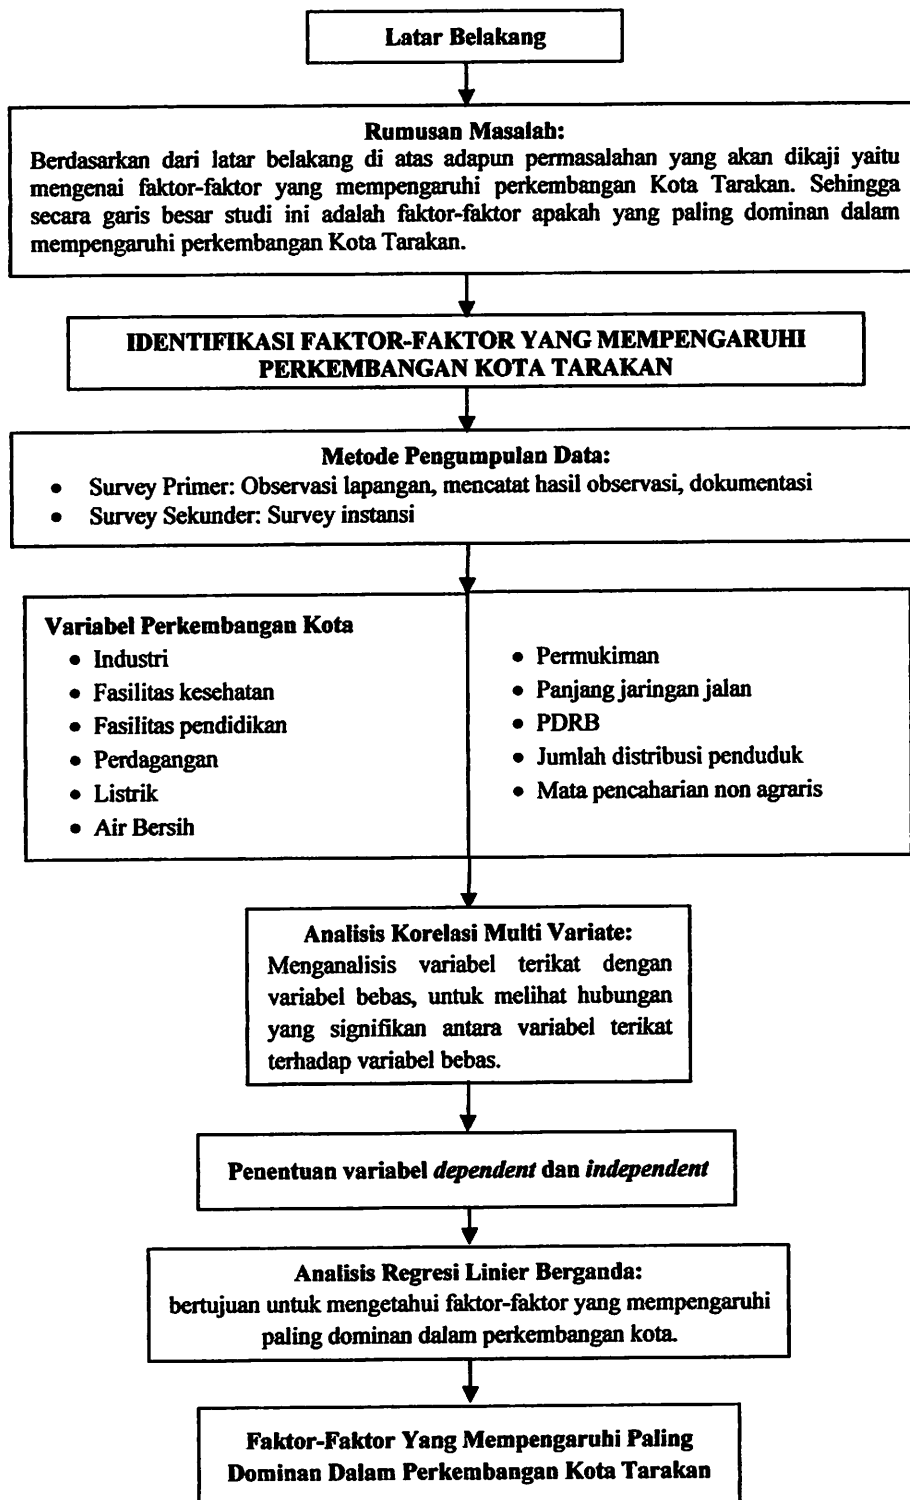 Latar Belakang
Rumusan Masalah:
Berdasarkan dari latar belakang di atas adapun permasalahan yang akan dikaji yaitu
mengenai faktor-faktor yang mempengaruhi perkembangan Kota Tarakan. Sehingga
secara garis besar studi ini adalah faktor-faktor apakah yang paling dominan dalam
mempengaruhi perkembangan Kota Tarakan.
IDENTIFIKASI FAKTOR-FAKTOR YANG MEMPENGARUHI
PERKEMBANGAN KOTA TARAKAN
Metode Pengumpulan Data:
• Survey Primer: Observasi lapangan, mencatat hasil observasi, dokumentasi
• Survey Sekunder: Survey instansi
Variabel Perkembangan Kota
• Industri
• Fasilitas kesehatan
• Fasilitas pendidikan
• Perdagangan
• Listrik
• Air Bersih
• Permukiman
• Panjang jaringan jalan
• PDRB
• Jumlah distribusi penduduk
• Mata pencaharian non agraris
Analisis Korelasi Multi Variate:
Menganalisis variabel terikat dengan
variabel bebas, untuk melihat hubungan
yang signifikan antara variabel terikat
terhadap variabel bebas.
Penentuan variabel dependent dan independent
Analisis Regresi Linier Berganda:
bertujuan untuk mengetahui faktor-faktor yang mempengaruhi
paling dominan dalam perkembangan kota.
Faktor-Faktor Yang Mempengaruhi Paling
Dominan Dalam Perkembangan Kota Tarakan